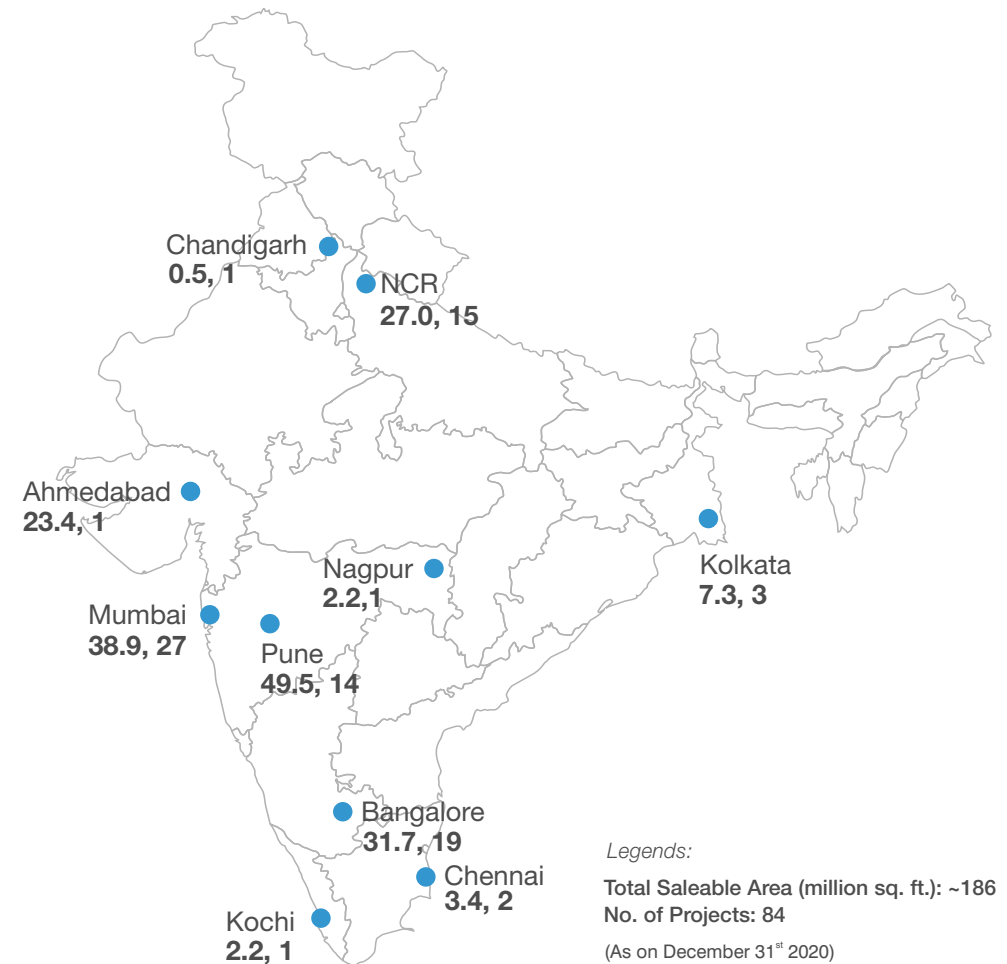 Chandigarh
0.5, 1
NCR
27.0, 15
Ahmedabad
23.4, 1
Nagpur
2.2,1
Kolkata
7.3, 3
Mumbai
38.9, 27
Pune
49.5, 14
Bangalore
31.7, 19
Chennai
3.4, 2
Kochi
2.2, 1
Legends:
Total Saleable Area (million sq. ft.): ~186
No. of Projects: 84
(As on December 31st 2020)